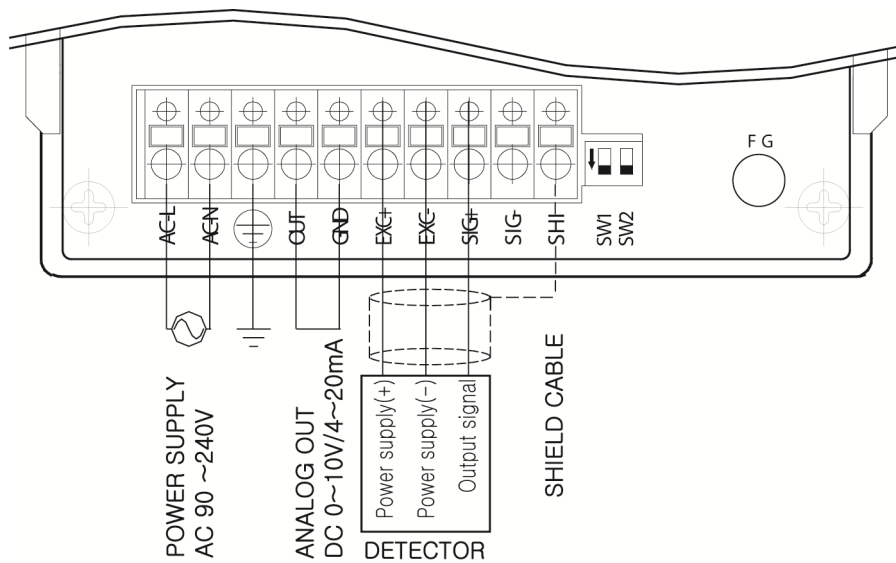 F G
AC-L
AC-N
OUT
GND
EXC+
EXC-
SIG+
SIG-
SHI
SW1
SW2
POWER SUPPLY
AC 90 ~240V
ANALOG OUT
DC 0~10V/4~20mA
Power supply(+)
Power supply(-)
Output signal
SHIELD CABLE
DETECTOR